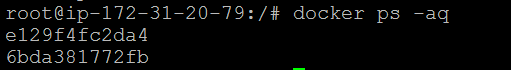 root@ip-172-31-20-79:/# docker ps -aq
e129f4fc2da4
6bda381772fb